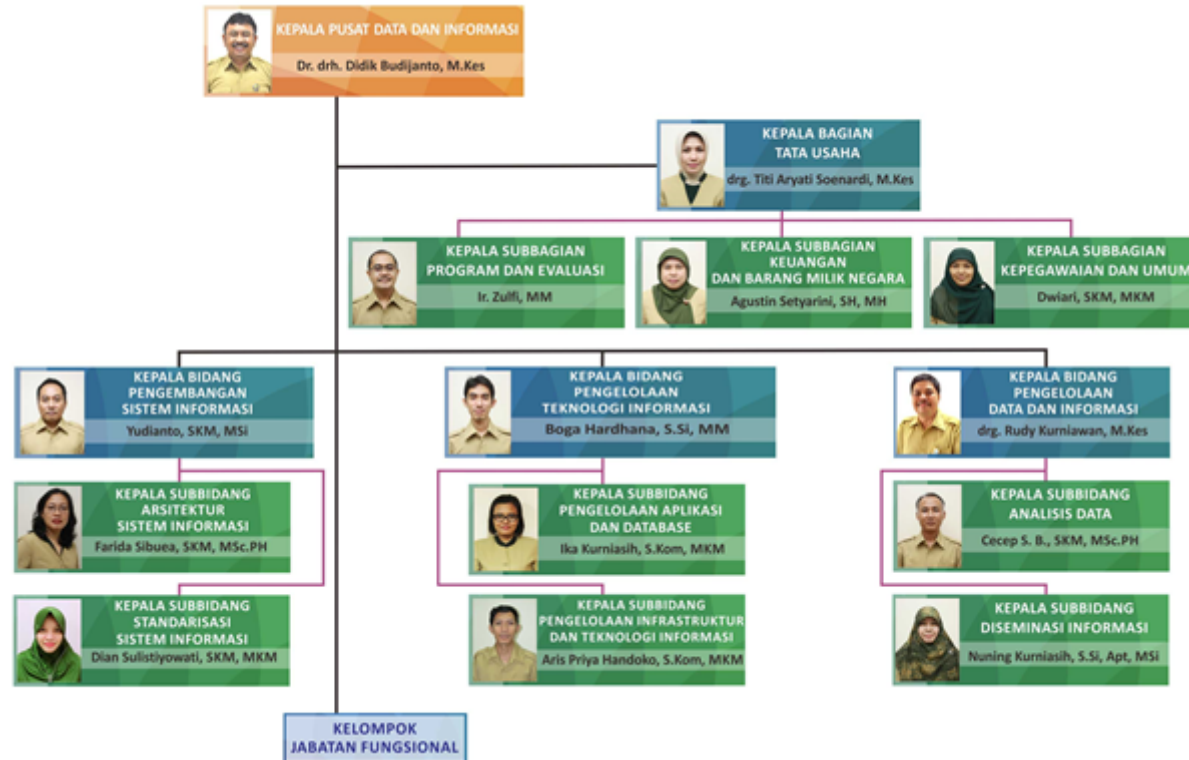 KEPALA PUSAT DATA DAN INFORMASI
Dr. drh. Didik Budijanto, M.Kes
KEPALA BAGIAN
TATA USAHA
drg. Titi Aryati Soenardi, M.Kes
KEPALA SUBBAGIAN
PROGRAM DAN EVALUASI
Ir. Zulfi, MM
KEPALA SUBBAGIAN
KEUANGAN
DAN BARANG MILIK NEGARA
Agustin Setyarini, SH, MH
KEPALA SUBBAGIAN
KEPEGAWAIAN DAN UMUM
Dwiari, SKM, MKM
KEPALA BIDANG
PENGEMBANGAN
SISTEM INFORMASI
Yudianto, SKM, MSi
KEPALA BIDANG
PENGELOLAAN
TEKNOLOGI INFORMASI
Boga Hardhana, S.Si, MM
KEPALA BIDANG
PENGELOLAAN
DATA DAN INFORMASI
drg. Rudy Kurniawan, M.Kes
KEPALA SUBBIDANG
ARSITEKTUR
SISTEM INFORMASI
Farida Sibuea, SKM, MSc.PH
KEPALA SUBBIDANG
PENGELOLAAN APLIKASI
DAN DATABASE
Ika Kurniasih, S.Kom, MKM
KEPALA SUBBIDANG
ANALISIS DATA
Cecep S. B., SKM, MSc.PH
KEPALA SUBBIDANG
STANDARISASI
SISTEM INFORMASI
Dian Sulistiyowati, SKM, MKM
KEPALA SUBBIDANG
PENGELOLAAN INFRASTRUKTUR
DAN TEKNOLOGI INFORMASI
Aris Priya Handoko, S.Kom, MKM
KEPALA SUBBIDANG
DISEMINASI INFORMASI
Nuning Kurniasih, S.Si, Apt, MSi
KELOMPOK
JABATAN FUNGSIONAL